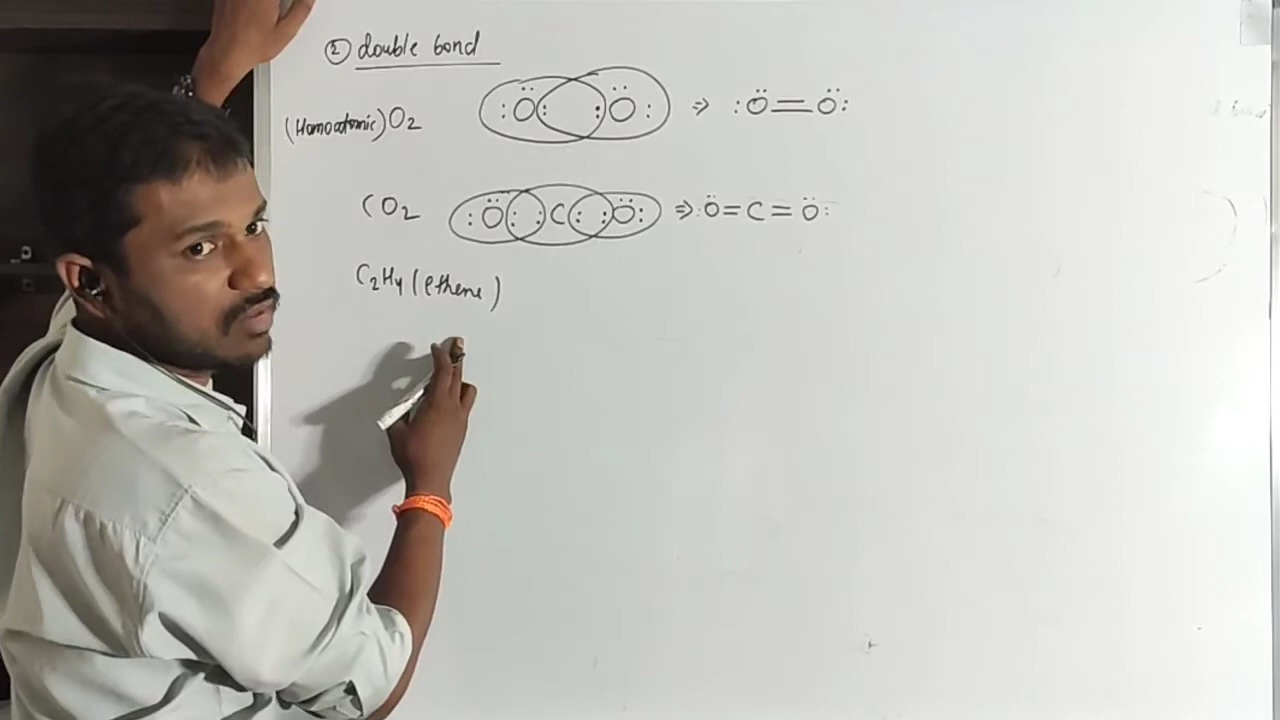 ② double bond
(Homoatomic) O₂ :Ö: :Ö: ⇒ :Ö=Ö:
CO₂ :Ö::C::Ö: ⇒ :Ö=C=Ö:
C₂H₄ (ethene)